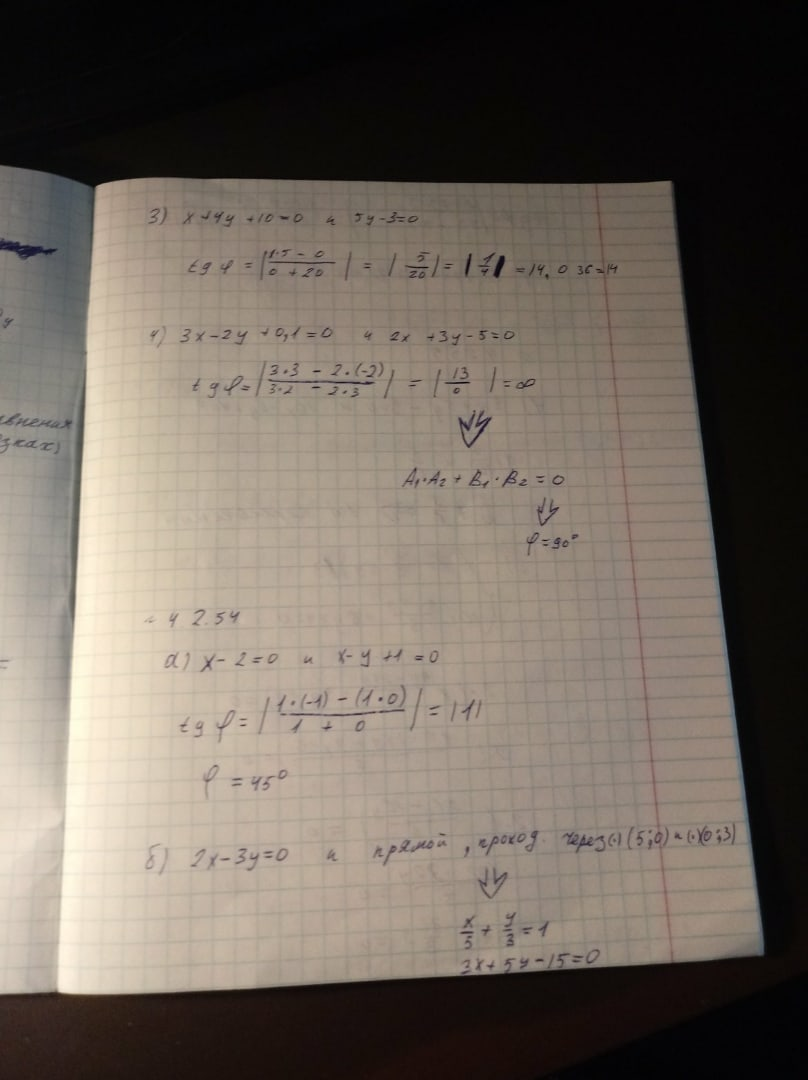 у
авнения
зках)
=
3) x+4y+10=0 и 5y-3=0
tg φ = |1·5 - 0 / 0 + 20| = |5/20| = |1/4| = 14,036=14
4) 3x-2y+0,1=0 и 2x+3y-5=0
tg φ = |3·3 - 2·(-2) / 3·2 - 2·3| = |13/0| = ∞
⇓
A₁·A₂ + B₁·B₂ = 0
⇓
φ=90°
4 2.54
а) x-2=0 и x-y+1=0
tg φ = |1·(-1) - (1·0) / 1 + 0| = |1|
φ = 45°
б) 2x-3y=0 и прямой, проход. через (·)(5;0) и (·)(0;3)
⇓
x/5 + y/3 = 1
3x+5y-15=0